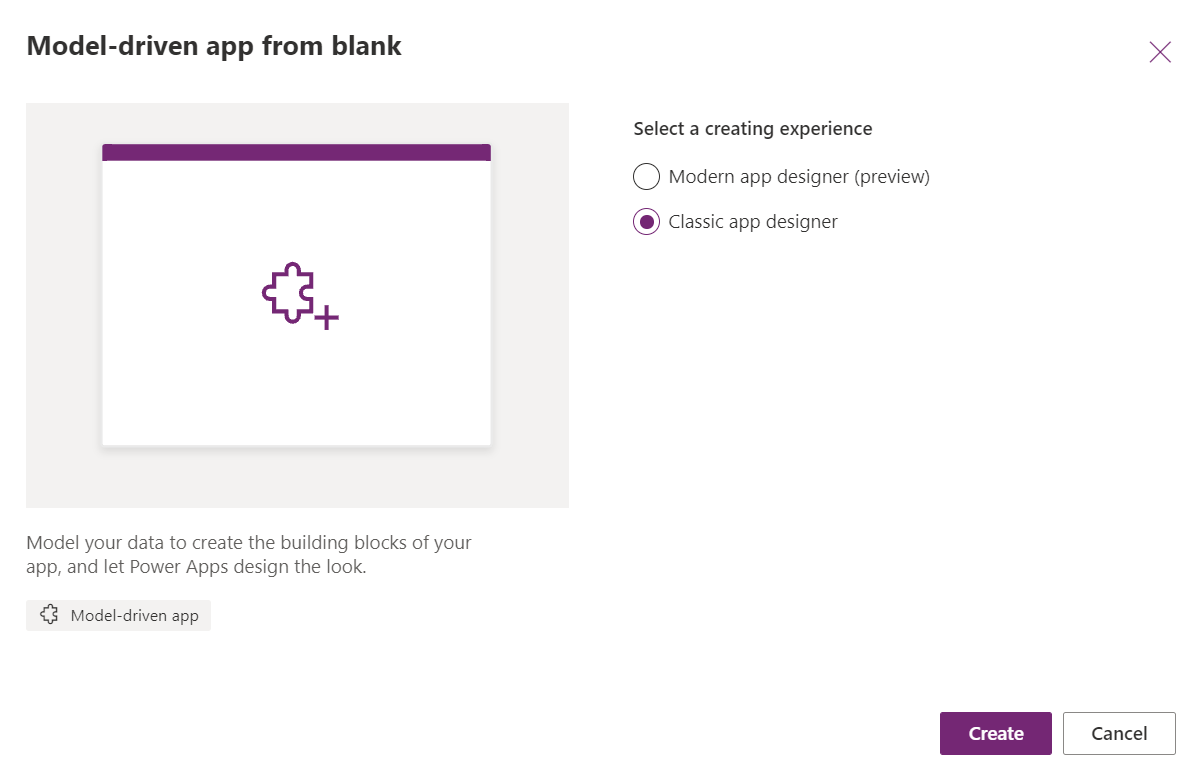 Model-driven app from blank
Select a creating experience
Modern app designer (preview)
Classic app designer
Model your data to create the building blocks of your
app, and let Power Apps design the look.
Model-driven app
Create
Cancel